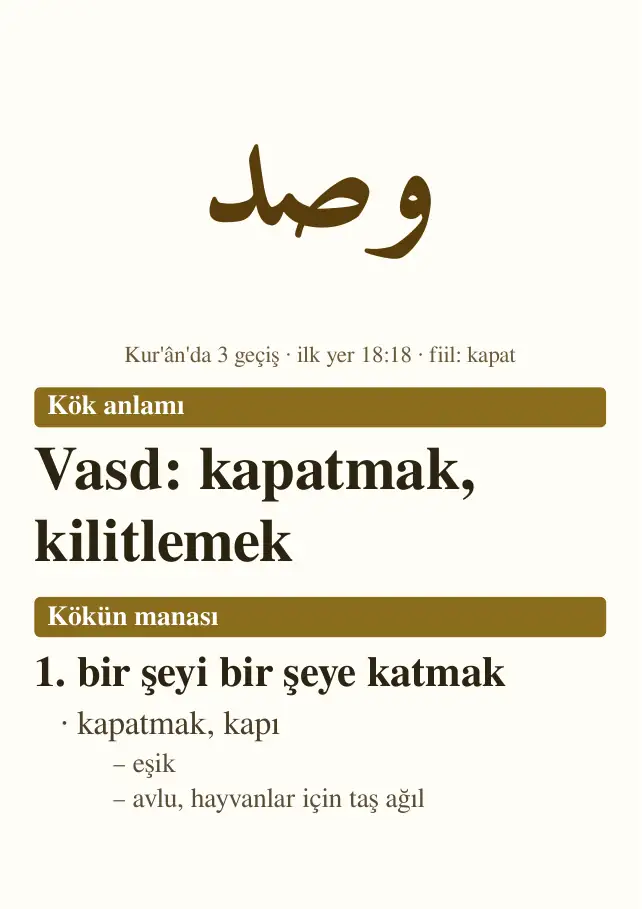 وصد
Kur'ân'da 3 geçiş · ilk yer 18:18 · fiil: kapat
Kök anlamı
Vasd: kapatmak,
kilitlemek
Kökün manası
1. bir şeyi bir şeye katmak
· kapatmak, kapı
– eşik
– avlu, hayvanlar için taş ağıl